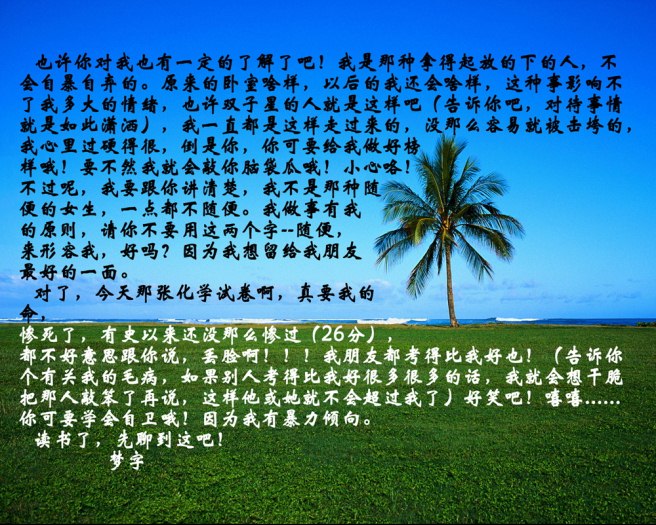 也许你对我也有一定的了解了吧！我是那种拿得起放的下的人，不
会自暴自弃的。原来的卧室啥样，以后的我还会啥样，这种事影响不
了我多大的情绪，也许双子星的人就是这样吧（告诉你吧，对待事情
就是如此潇洒），我一直都是这样走过来的，没那么容易就被击垮的，
我心里过硬得很，倒是你，你可要给我做好榜
样哦！要不然我就会敲你脑袋瓜哦！小心咯！
不过呢，我要跟你讲清楚，我不是那种随
便的女生，一点都不随便。我做事有我
的原则，请你不要用这两个字--随便，
来形容我，好吗？因为我想留给我朋友
最好的一面。
对了，今天那张化学试卷啊，真要我的
命，
惨死了，有史以来还没那么惨过（26分），
都不好意思跟你说，丢脸啊！！！我朋友都考得比我好也！（告诉你
个有关我的毛病，如果别人考得比我好很多很多的话，我就会想干脆
把那人敲笨了再说，这样他或她就不会超过我了）好笑吧！嘻嘻……
你可要学会自卫哦！因为我有暴力倾向。
读书了，先聊到这吧！
梦字